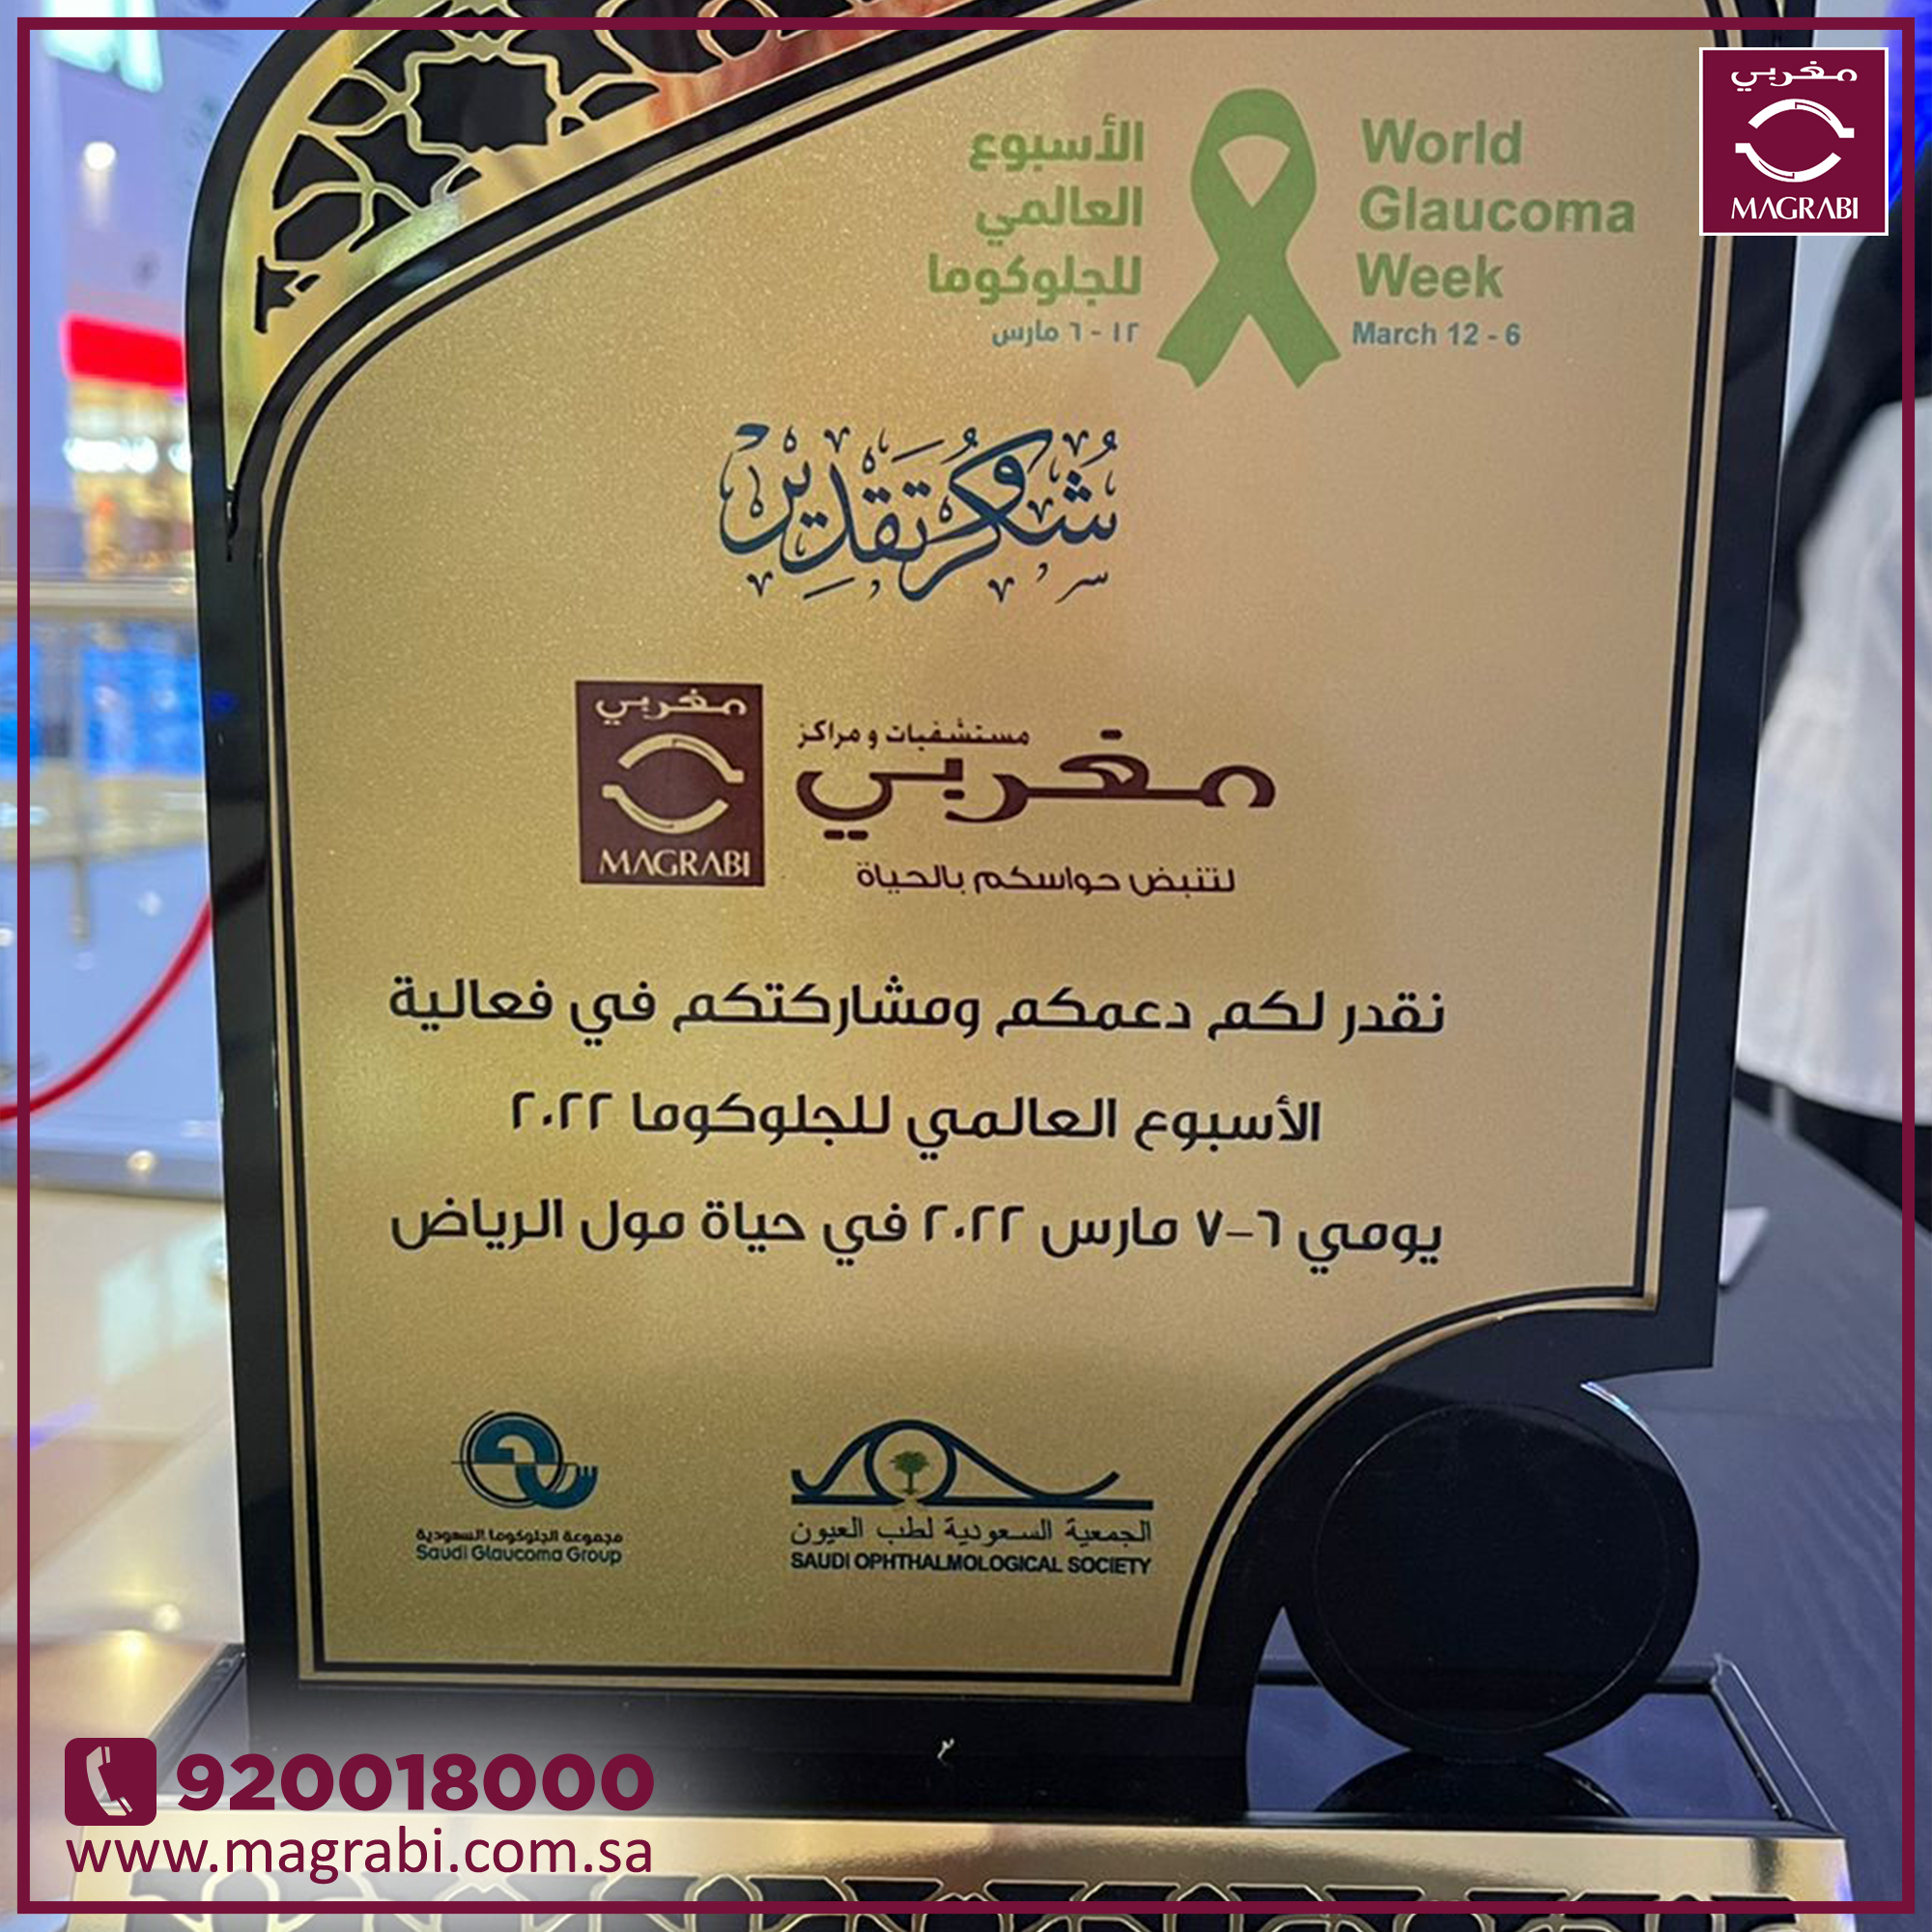 مغربي
MAGRABI
الأسبوع
العالمي
للجلوكوما
١٢ - ٦ مارس
World
Glaucoma
Week
March 12 - 6
شكر وتقدير
مغربي
MAGRABI
مستشفيات و مراكز
مغربي
لتنبض حواسكم بالحياة
نقدر لكم دعمكم ومشاركتكم في فعالية
الأسبوع العالمي للجلوكوما ٢٠٢٢
يومي ٦-٧ مارس ٢٠٢٢ في حياة مول الرياض
مجموعة الجلوكوما السعودية
Saudi Glaucoma Group
الجمعية السعودية لطب العيون
SAUDI OPHTHALMOLOGICAL SOCIETY
920018000
www.magrabi.com.sa